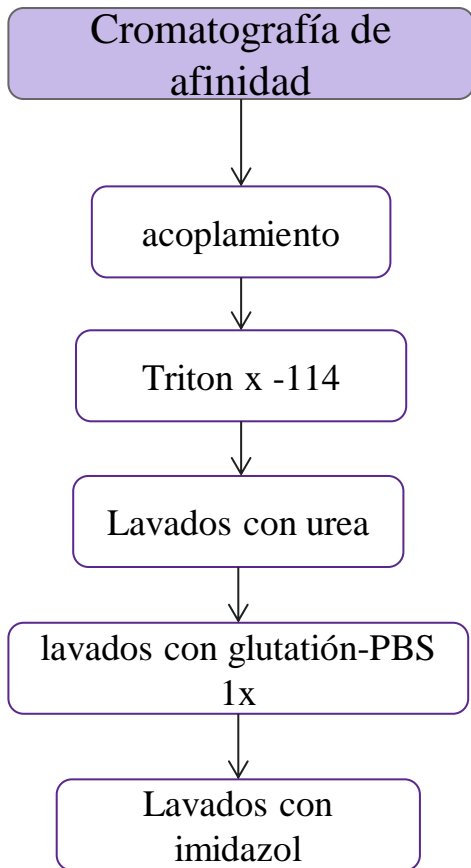 Cromatografía de
afinidad
acoplamiento
Triton x -114
Lavados con urea
lavados con glutatión-PBS
1x
Lavados con
imidazol